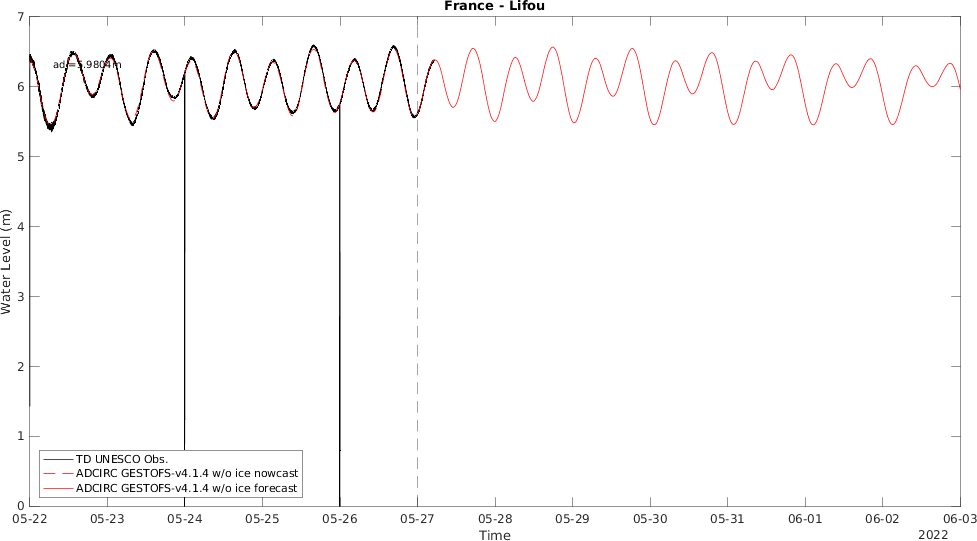 France - Lifou
7
adj=5.9804m
6
5
4
3
2
1
0
Water Level (m)
TD UNESCO Obs.
ADCIRC GESTOFS-v4.1.4 w/o ice nowcast
ADCIRC GESTOFS-v4.1.4 w/o ice forecast
05-22 05-23 05-24 05-25 05-26 05-27 05-28 05-29 05-30 05-31 06-01 06-02 06-03
Time
2022